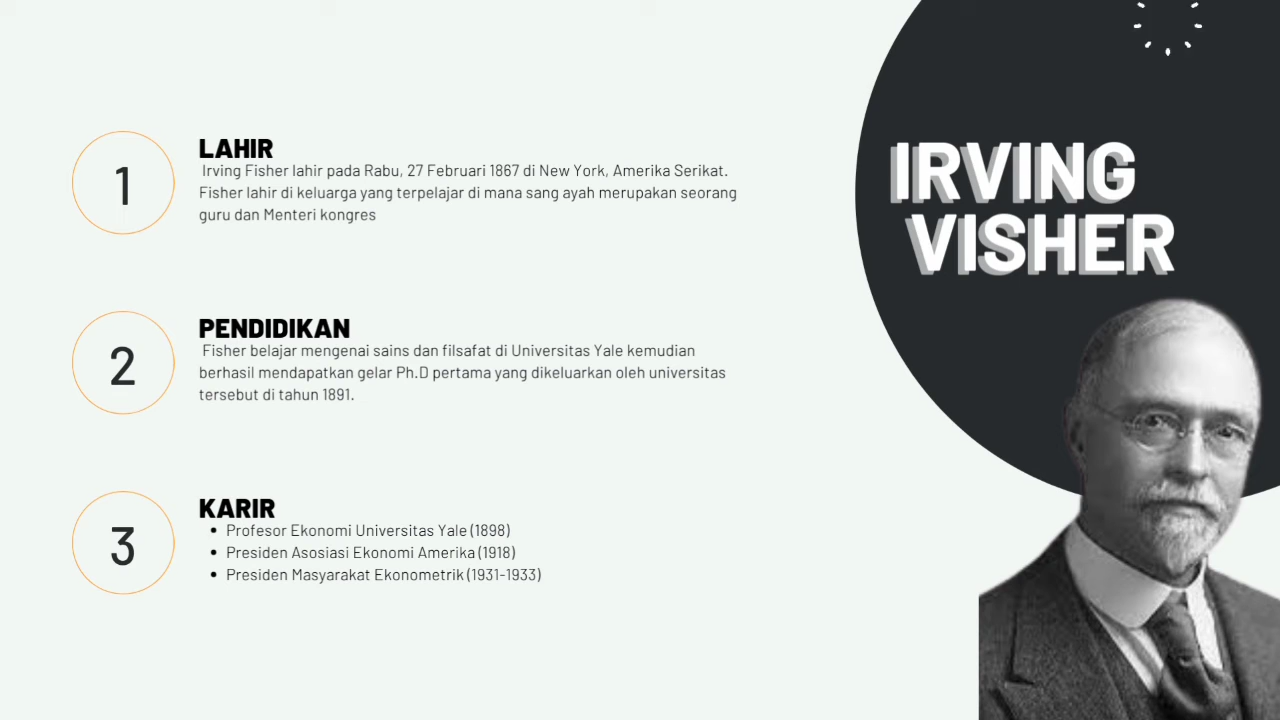 IRVING
VISHER
1
LAHIR
Irving Fisher lahir pada Rabu, 27 Februari 1867 di New York, Amerika Serikat.
Fisher lahir di keluarga yang terpelajar di mana sang ayah merupakan seorang
guru dan Menteri kongres
2
PENDIDIKAN
Fisher belajar mengenai sains dan filsafat di Universitas Yale kemudian
berhasil mendapatkan gelar Ph.D pertama yang dikeluarkan oleh universitas
tersebut di tahun 1891.
3
KARIR
• Profesor Ekonomi Universitas Yale (1898)
• Presiden Asosiasi Ekonomi Amerika (1918)
• Presiden Masyarakat Ekonometrik (1931-1933)